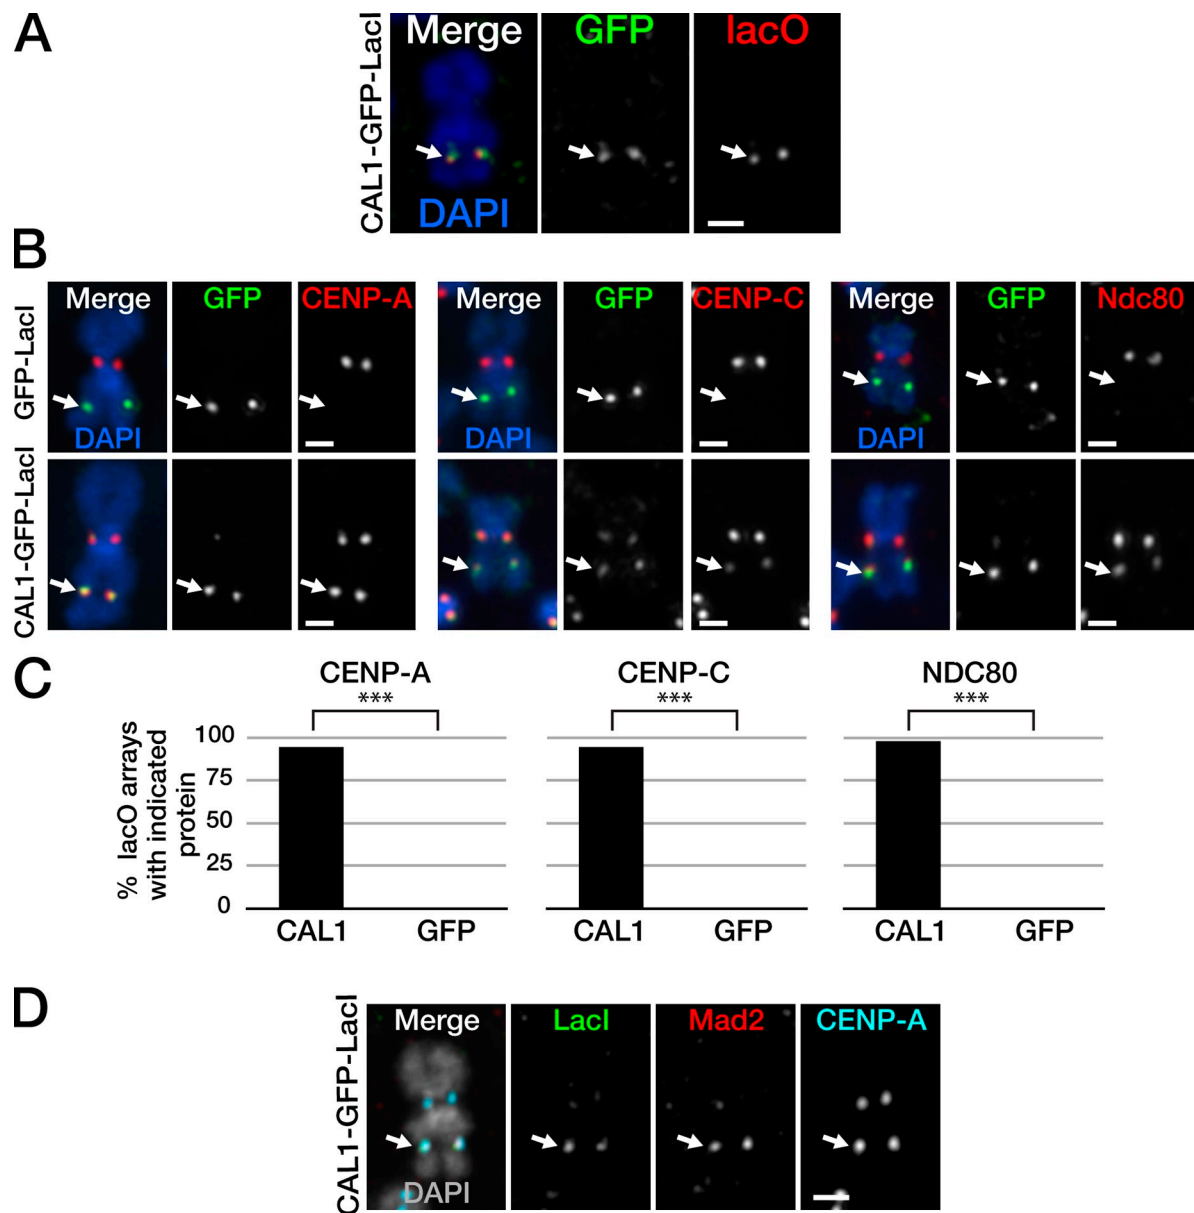 A
CAL1-GFP-LacI
Merge GFP lacO
DAPI
B
GFP-LacI
Merge GFP CENP-A Merge GFP CENP-C Merge GFP Ndc80
DAPI DAPI DAPI
CAL1-GFP-LacI
C
CENP-A CENP-C NDC80
*** *** ***
% lacO arrays
with indicated
protein
100
75
50
25
0
CAL1 GFP CAL1 GFP CAL1 GFP
D
CAL1-GFP-LacI
Merge LacI Mad2 CENP-A
DAPI